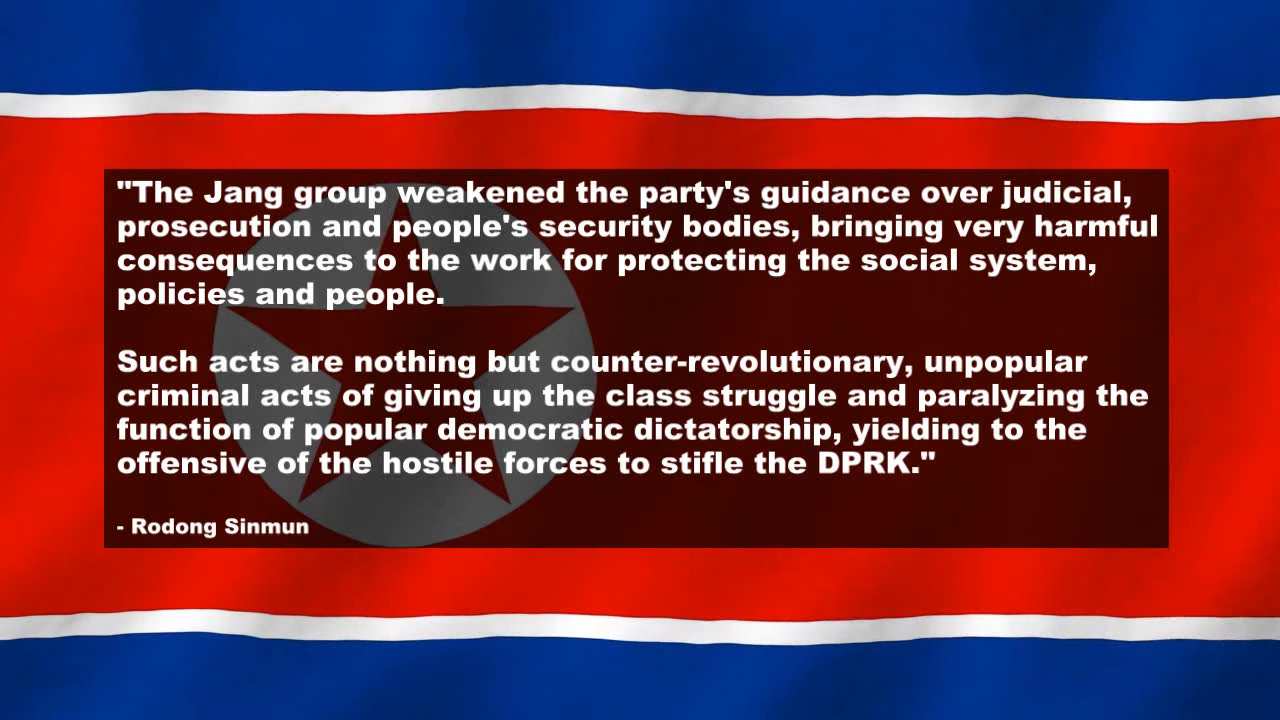 "The Jang group weakened the party's guidance over judicial,
prosecution and people's security bodies, bringing very harmful
consequences to the work for protecting the social system,
policies and people.
Such acts are nothing but counter-revolutionary, unpopular
criminal acts of giving up the class struggle and paralyzing the
function of popular democratic dictatorship, yielding to the
offensive of the hostile forces to stifle the DPRK."
- Rodong Sinmun